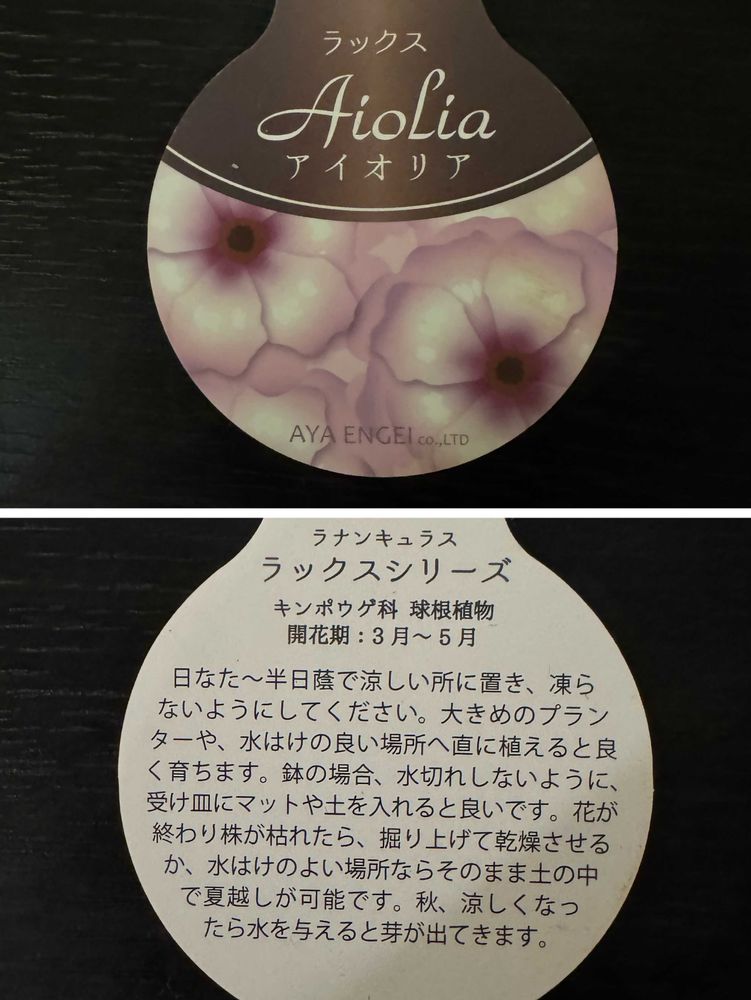 ラックス
Aiolia
アイオリア
AYA ENGEI co.,LTD
ラナンキュラス
ラックスシリーズ
キンポウゲ科 球根植物
開花期：3月～5月
日なた～半日蔭で涼しい所に置き、凍ら
ないようにしてください。大きめのプラン
ターや、水はけの良い場所へ直に植えると良
く育ちます。鉢の場合、水切れしないように、
受け皿にマットや土を入れると良いです。花が
終わり株が枯れたら、掘り上げて乾燥させる
か、水はけのよい場所ならそのまま土の中
で夏越しが可能です。秋、涼しくなっ
たら水を与えると芽が出てきます。